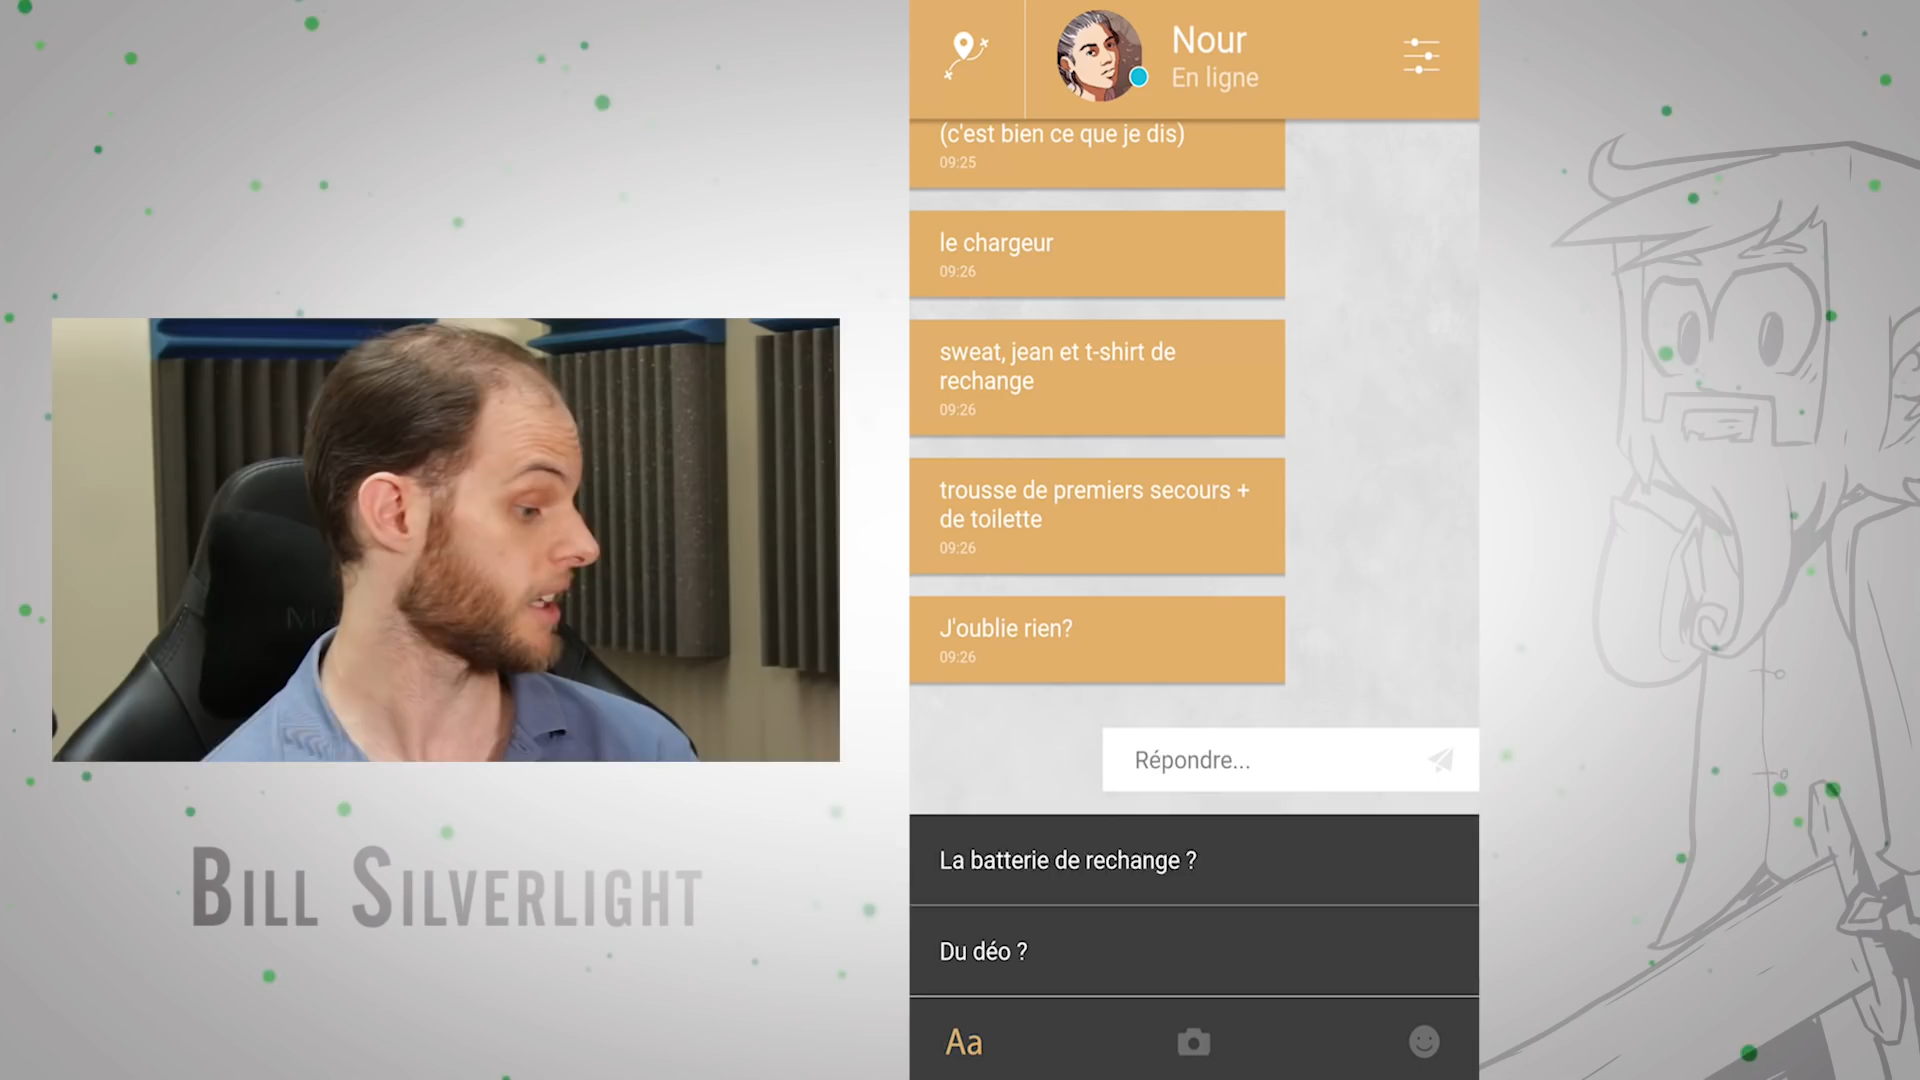 Nour
En ligne
(c'est bien ce que je dis)
09:25
le chargeur
09:26
sweat, jean et t-shirt de
rechange
09:26
trousse de premiers secours +
de toilette
09:26
J'oublie rien?
09:26
Répondre...
La batterie de rechange ?
Du déo ?
Aa
BILL SILVERLIGHT